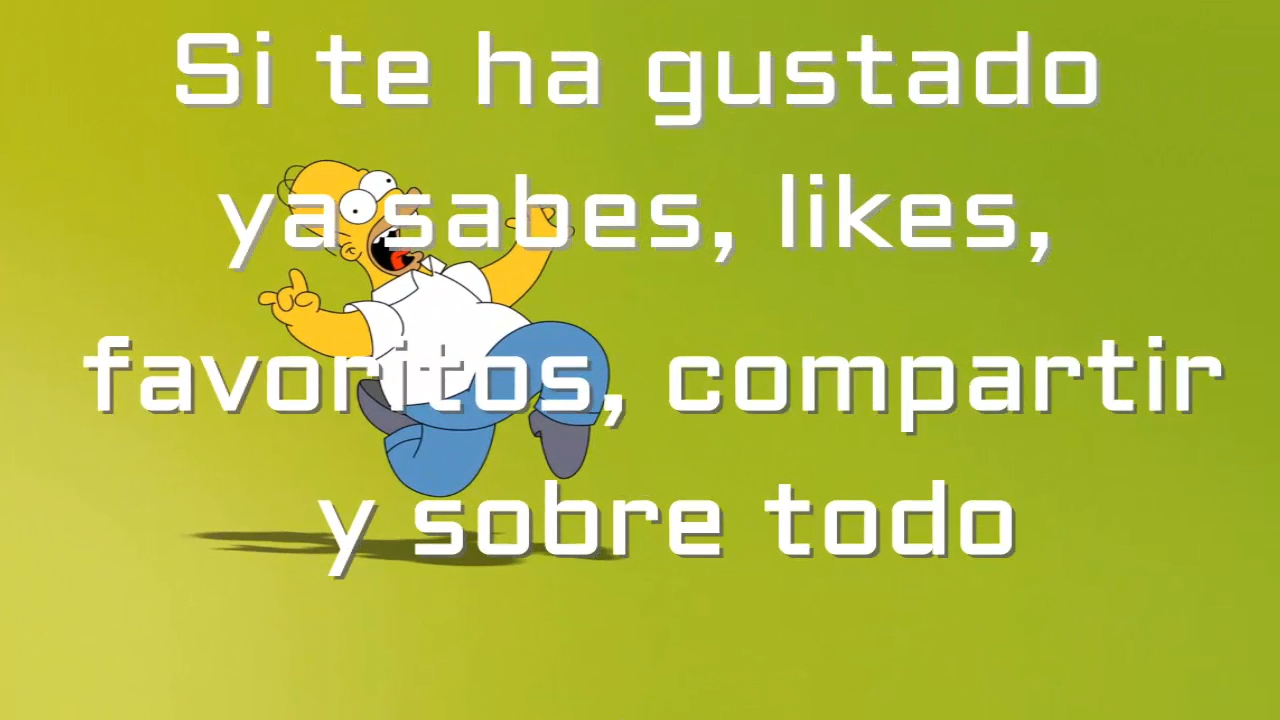 Si te ha gustado
ya sabes, likes,
favoritos, compartir
y sobre todo